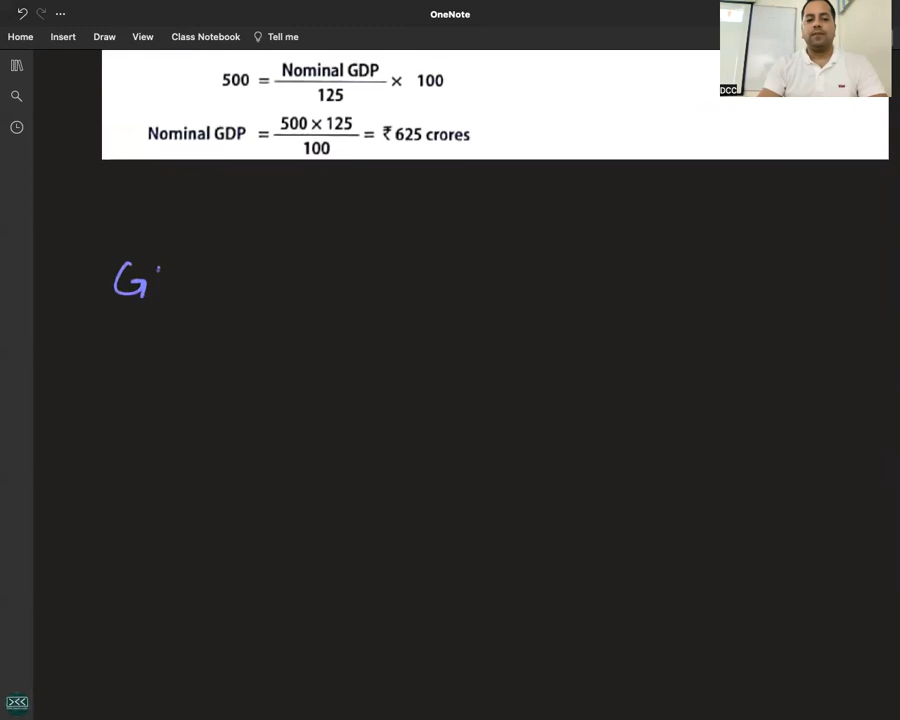 OneNote
Home Insert Draw View Class Notebook Tell me
500 = Nominal GDP / 125 × 100
Nominal GDP = 500 × 125 / 100 = ₹ 625 crores
G
DCC